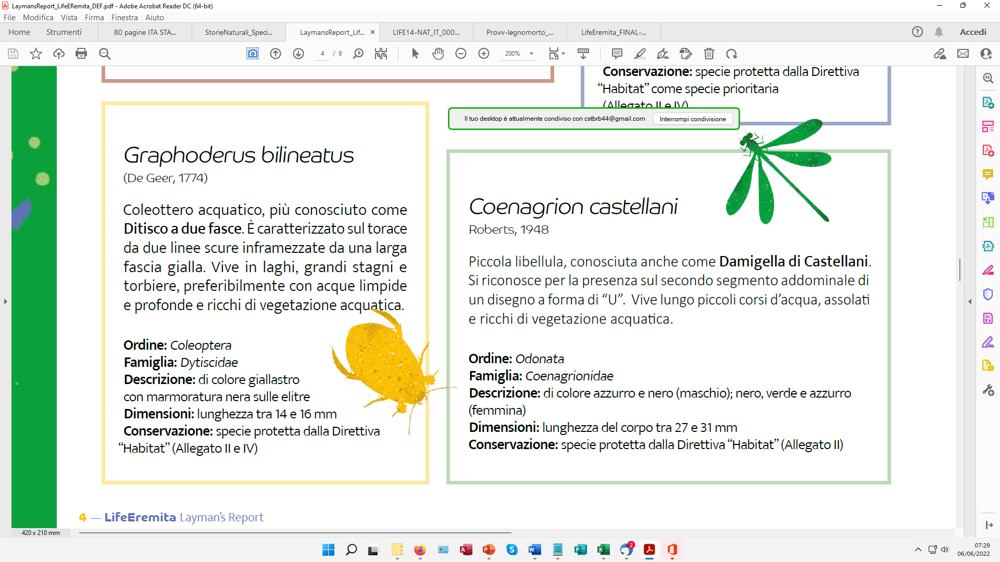 LaymansReport_LifeERemita_DEF.pdf - Adobe Acrobat Reader DC (64-bit)
File Modifica Vista Firma Finestra Aiuto
Home Strumenti 80 pagine ITA STA... StorieNaturali_Speci... LaymansReport_Lif... LIFE14-NAT_IT_000... Provv-legnomorto_... LifeEremita_FINAL-... Accedi
4 / 9 200%
Conservazione: specie protetta dalla Direttiva
“Habitat” come specie prioritaria
(Allegato II e IV)
Il tuo desktop è attualmente condiviso con cstbrb44@gmail.com Interrompi condivisione
Graphoderus bilineatus
(De Geer, 1774)
Coleottero acquatico, più conosciuto come
Ditisco a due fasce. È caratterizzato sul torace
da due linee scure inframezzate da una larga
fascia gialla. Vive in laghi, grandi stagni e
torbiere, preferibilmente con acque limpide
e profonde e ricchi di vegetazione acquatica.
Ordine: Coleoptera
Famiglia: Dytiscidae
Descrizione: di colore giallastro
con marmoratura nera sulle elitre
Dimensioni: lunghezza tra 14 e 16 mm
Conservazione: specie protetta dalla Direttiva
“Habitat” (Allegato II e IV)
Coenagrion castellani
Roberts, 1948
Piccola libellula, conosciuta anche come Damigella di Castellani.
Si riconosce per la presenza sul secondo segmento addominale di
un disegno a forma di “U”. Vive lungo piccoli corsi d’acqua, assolati
e ricchi di vegetazione acquatica.
Ordine: Odonata
Famiglia: Coenagrionidae
Descrizione: di colore azzurro e nero (maschio); nero, verde e azzurro
(femmina)
Dimensioni: lunghezza del corpo tra 27 e 31 mm
Conservazione: specie protetta dalla Direttiva “Habitat” (Allegato II)
4 — LifeEremita Layman’s Report
420 x 210 mm
2
07:29
06/06/2022